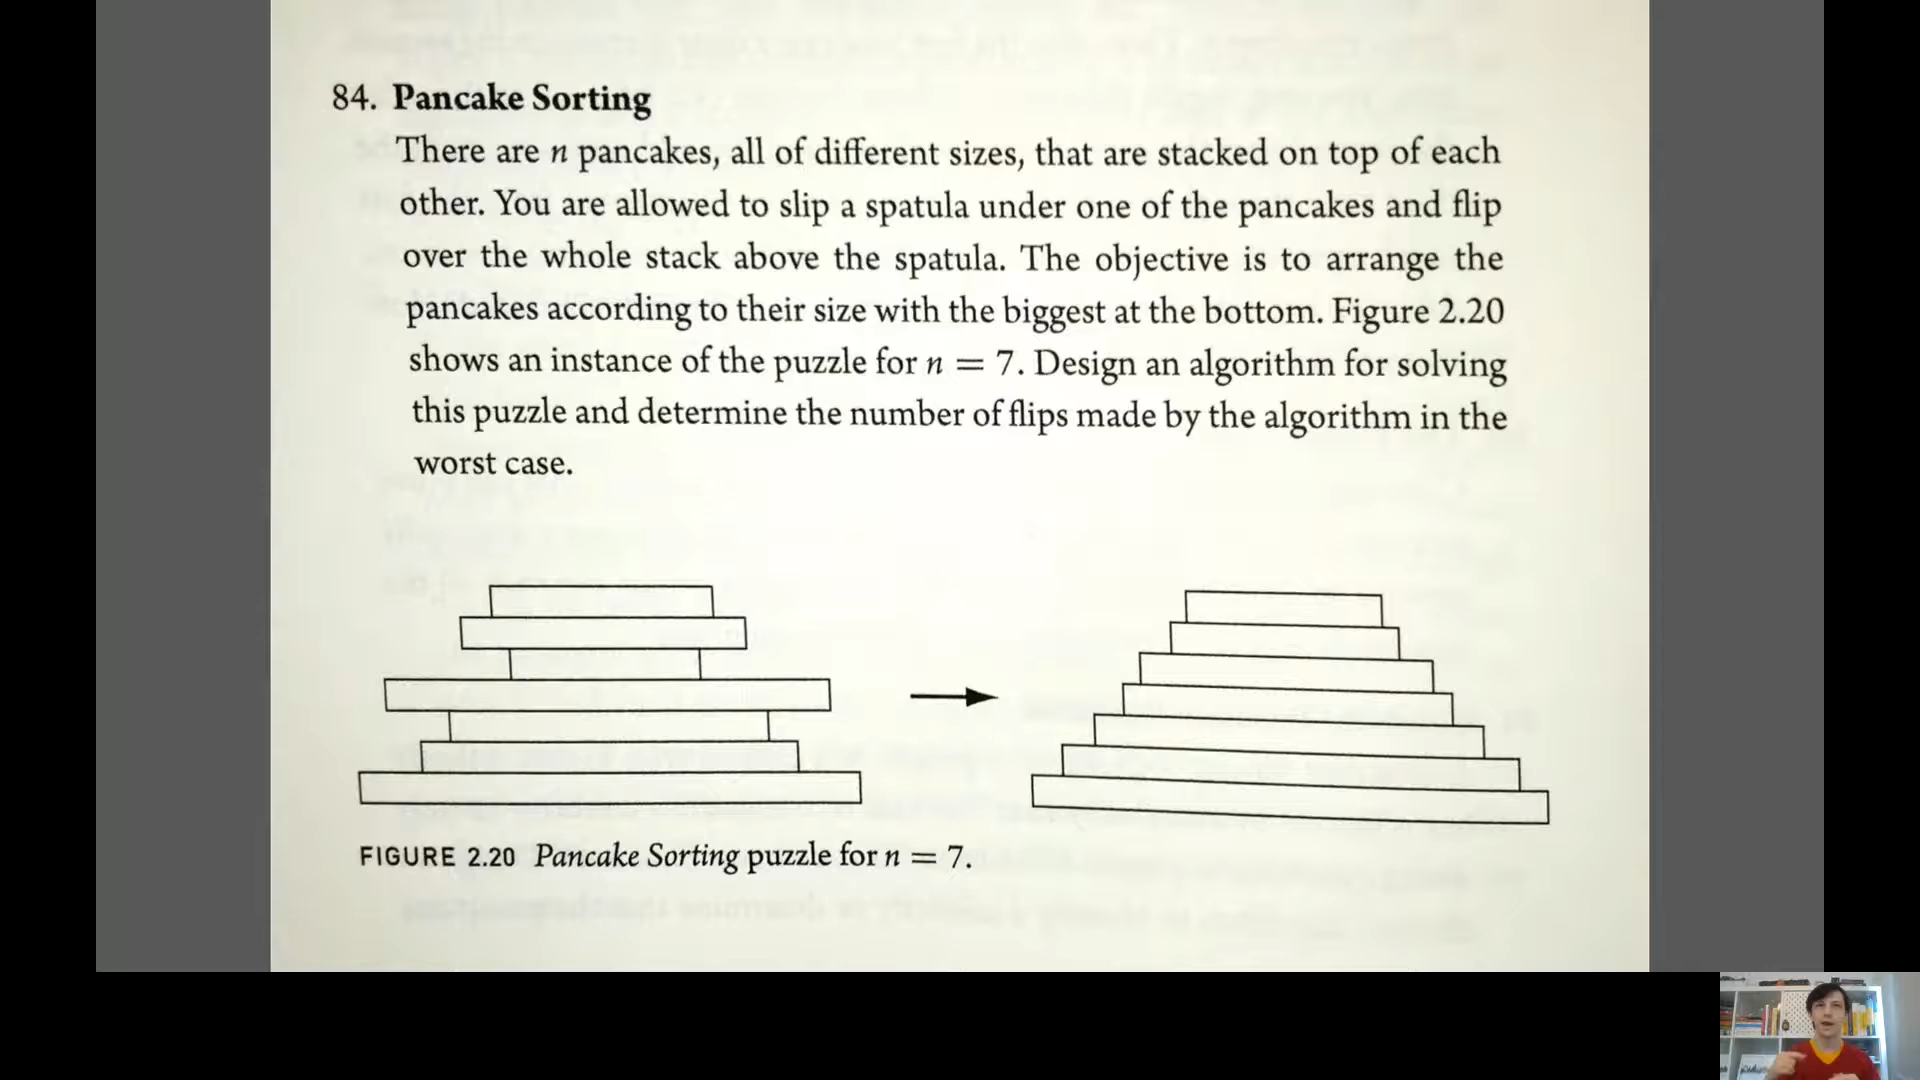 84. Pancake Sorting
There are n pancakes, all of different sizes, that are stacked on top of each
other. You are allowed to slip a spatula under one of the pancakes and flip
over the whole stack above the spatula. The objective is to arrange the
pancakes according to their size with the biggest at the bottom. Figure 2.20
shows an instance of the puzzle for n = 7. Design an algorithm for solving
this puzzle and determine the number of flips made by the algorithm in the
worst case.
FIGURE 2.20 Pancake Sorting puzzle for n = 7.